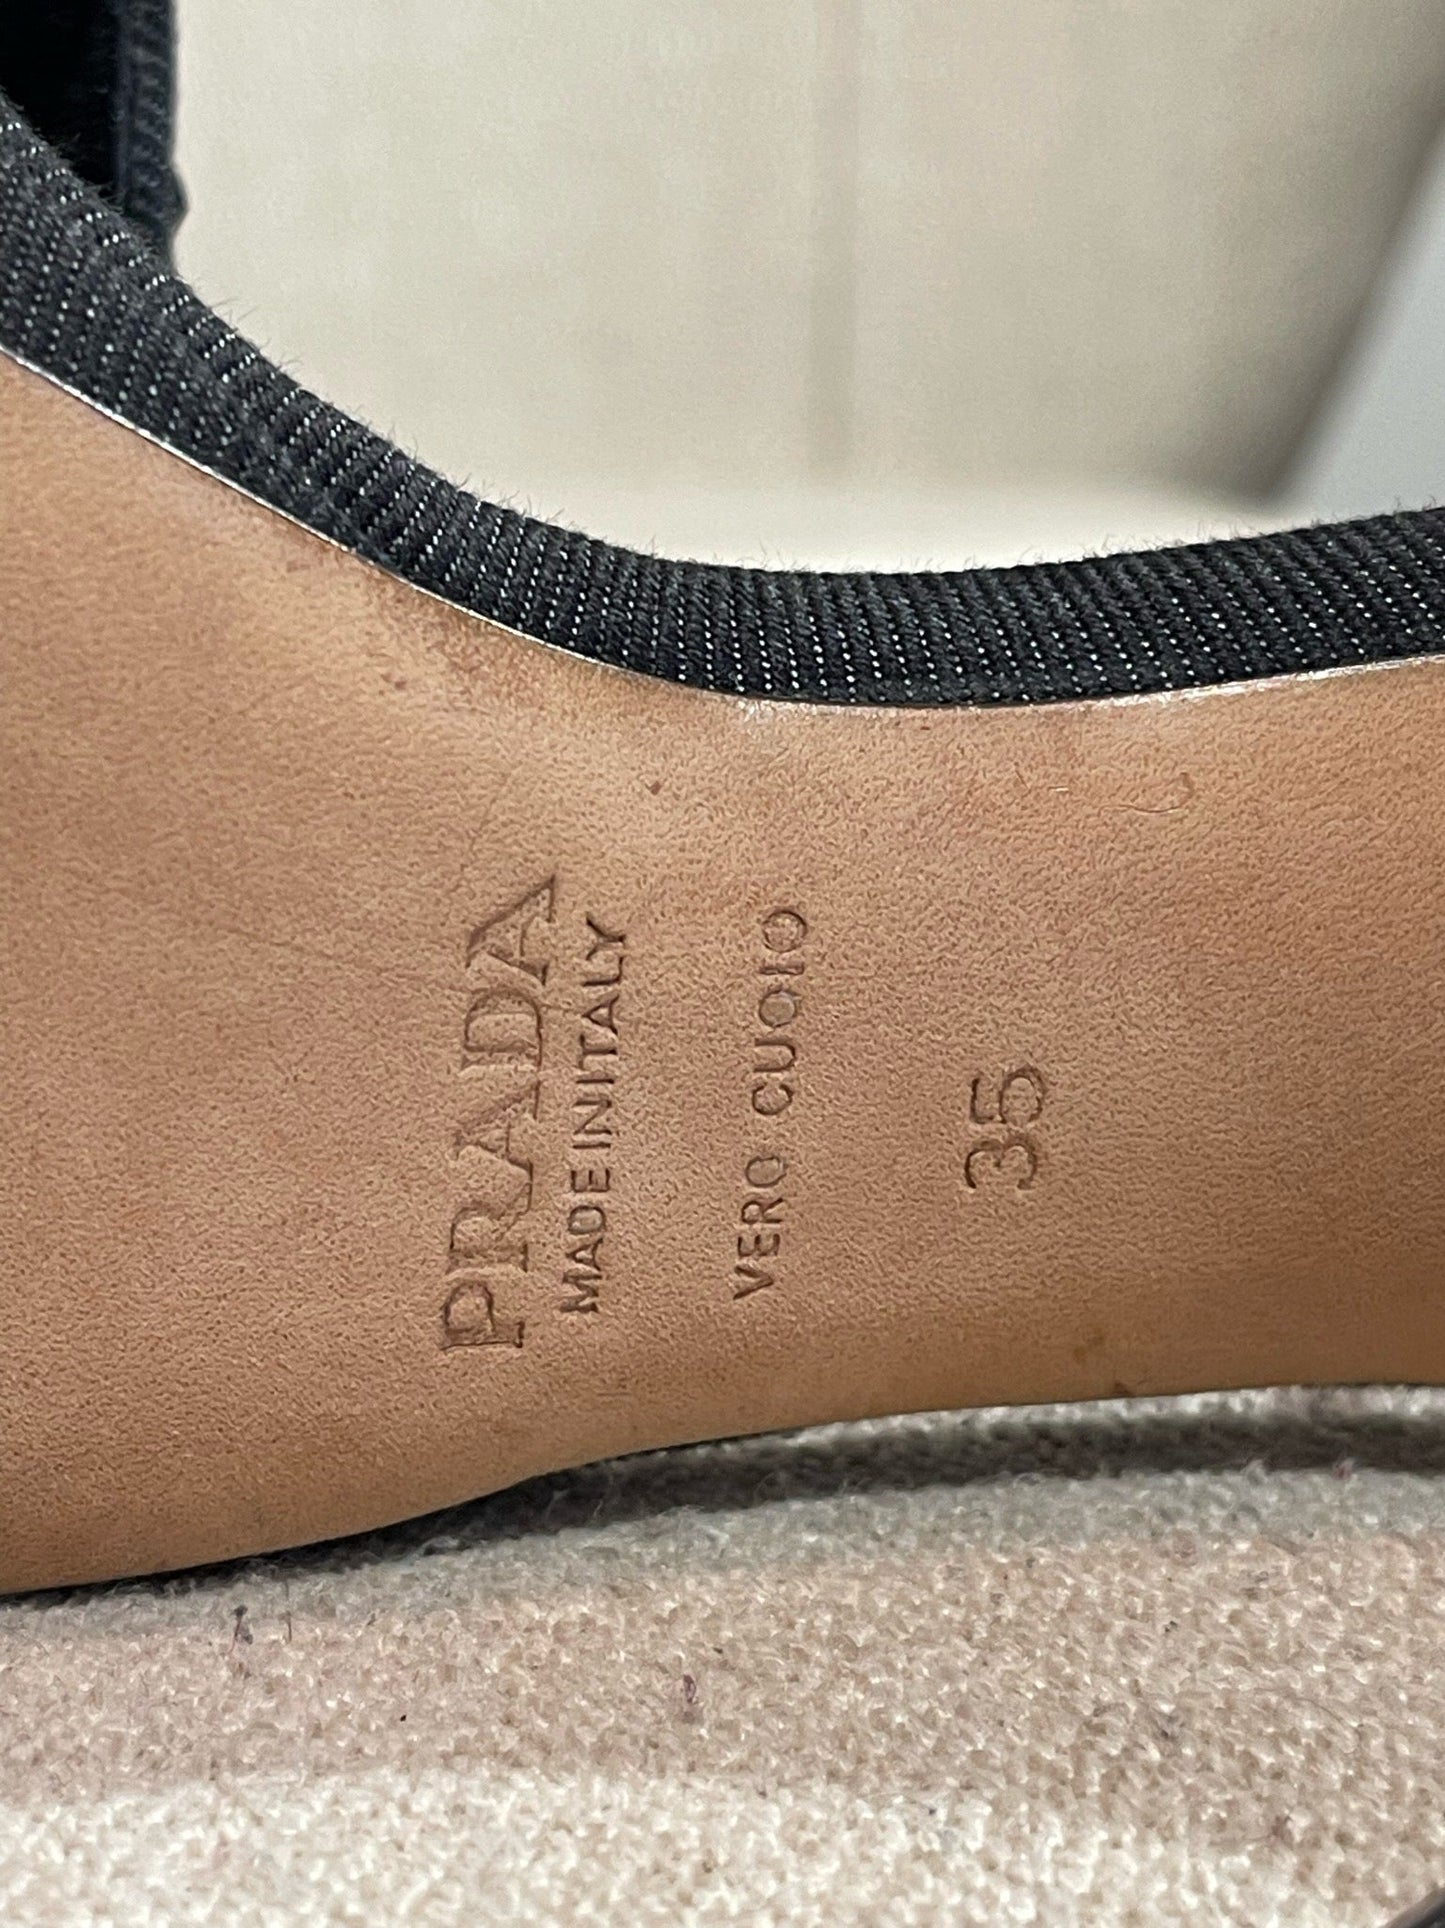 PRADA
MADE IN ITALY
VERO CUOIO
35